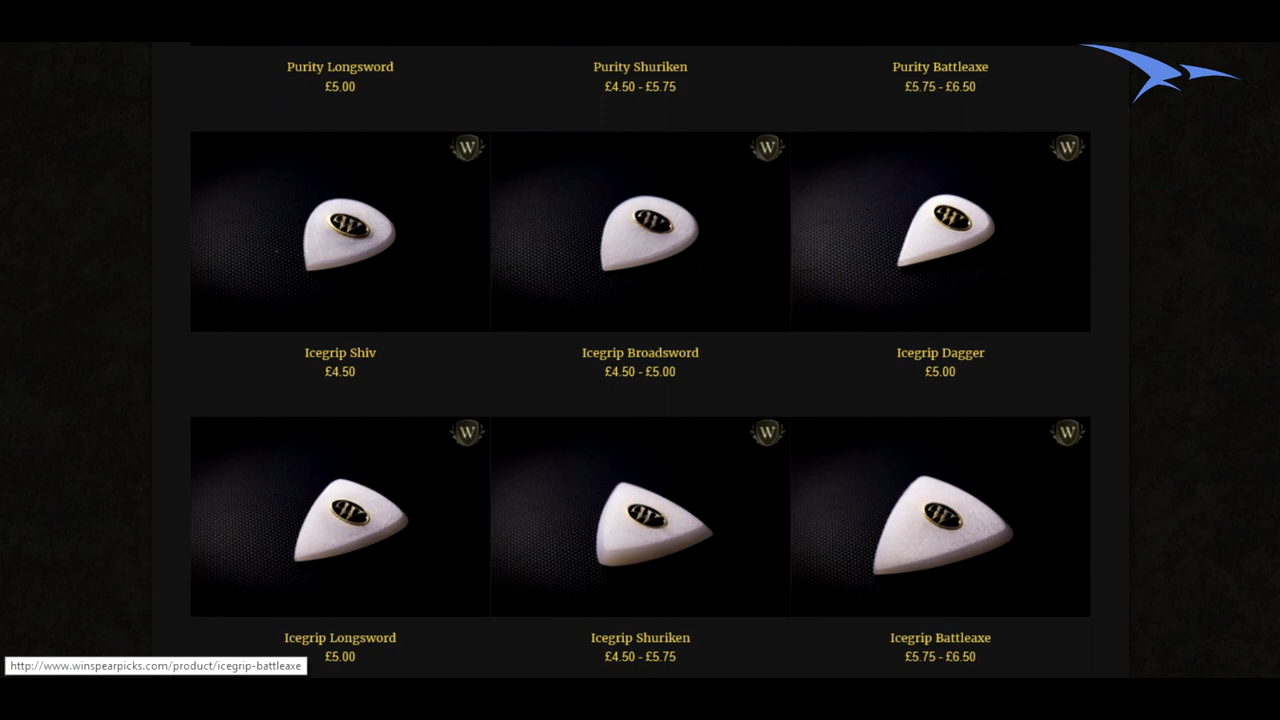 Purity Longsword
£5.00
Purity Shuriken
£4.50 - £5.75
Purity Battleaxe
£5.75 - £6.50
W
W
W
W
W
W
Icegrip Shiv
£4.50
Icegrip Broadsword
£4.50 - £5.00
Icegrip Dagger
£5.00
W
W
W
W
W
W
Icegrip Longsword
£5.00
Icegrip Shuriken
£4.50 - £5.75
Icegrip Battleaxe
£5.75 - £6.50
http://www.winspearpicks.com/product/icegrip-battleaxe